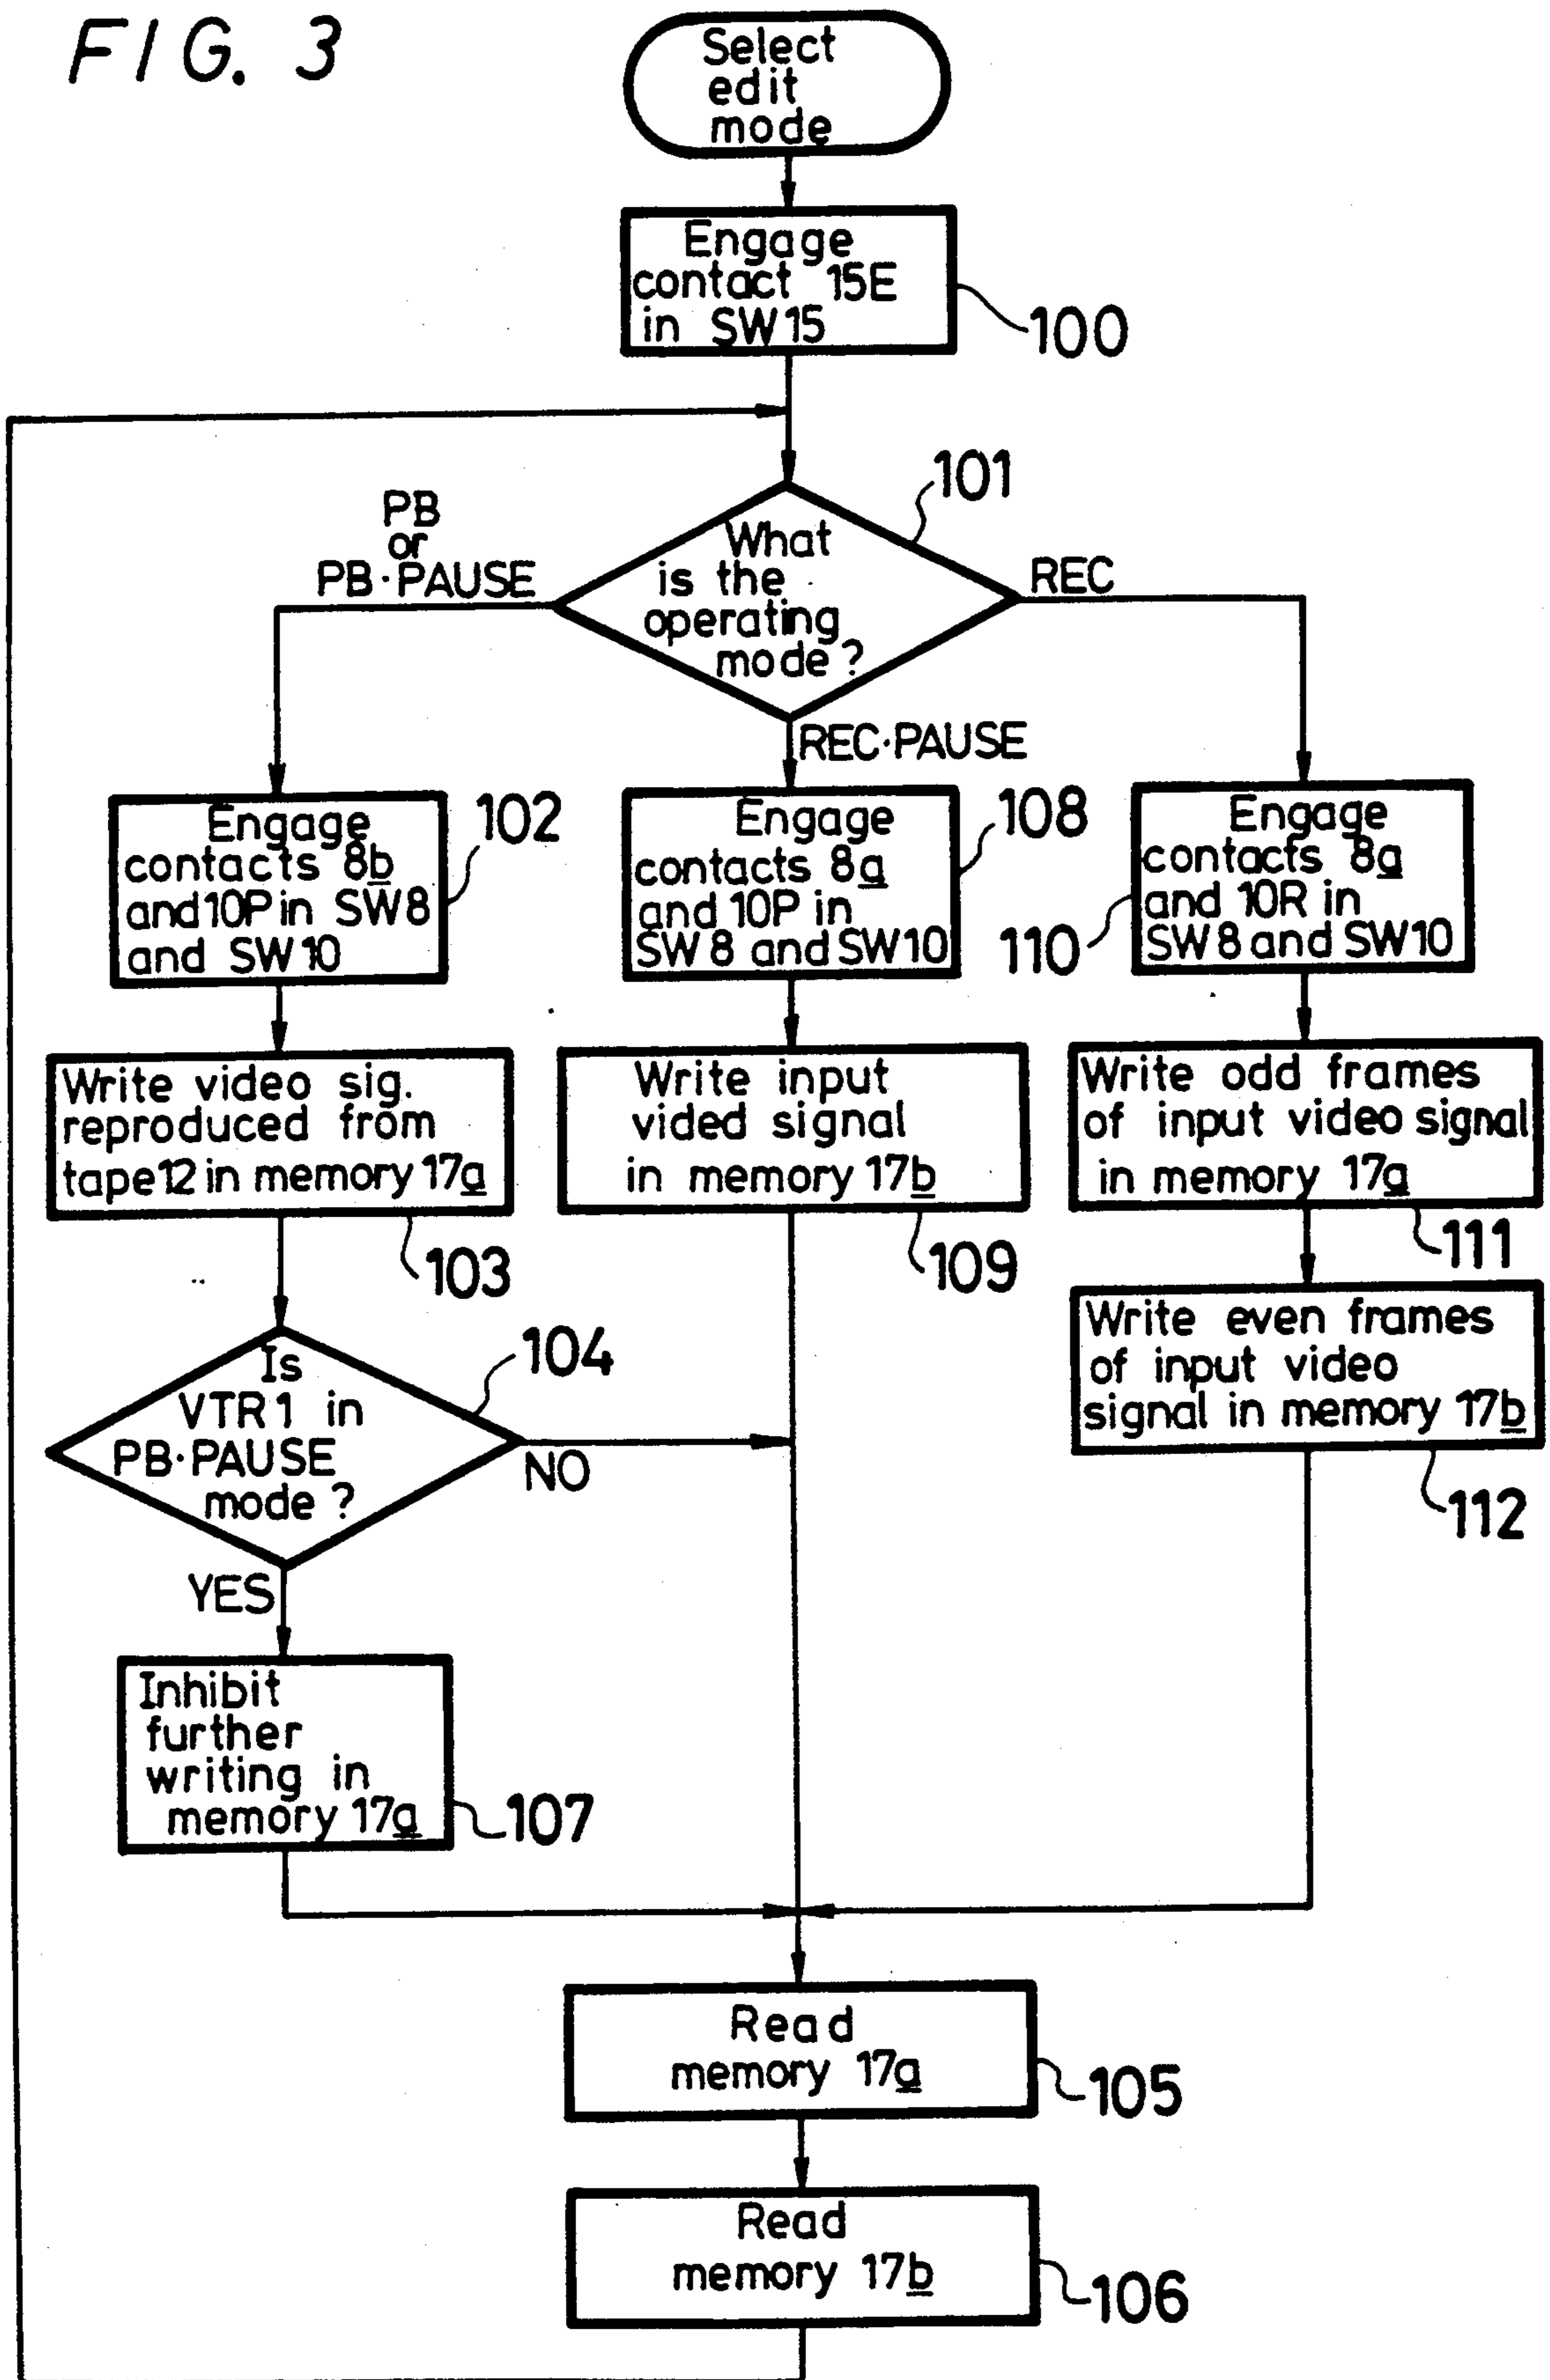 FIG. 3
Select
edit
mode
Engage
contact 15E
in SW15
100
101
PB
or
PB·PAUSE
What
is the
operating
mode?
REC
REC·PAUSE
Engage
contacts 8b
and 10P in SW8
and SW10
102
Engage
contacts 8a
and 10P in
SW8 and SW10
108
Engage
contacts 8a
and 10R in
SW8 and SW10
110
Write video sig.
reproduced from
tape12 in memory 17a
103
Write input
vided signal
in memory 17b
109
Write odd frames
of input video signal
in memory 17a
111
Write even frames
of input video
signal in memory 17b
112
Is
VTR1 in
PB·PAUSE
mode?
104
NO
YES
Inhibit
further
writing in
memory 17a
107
Read
memory 17a
105
Read
memory 17b
106